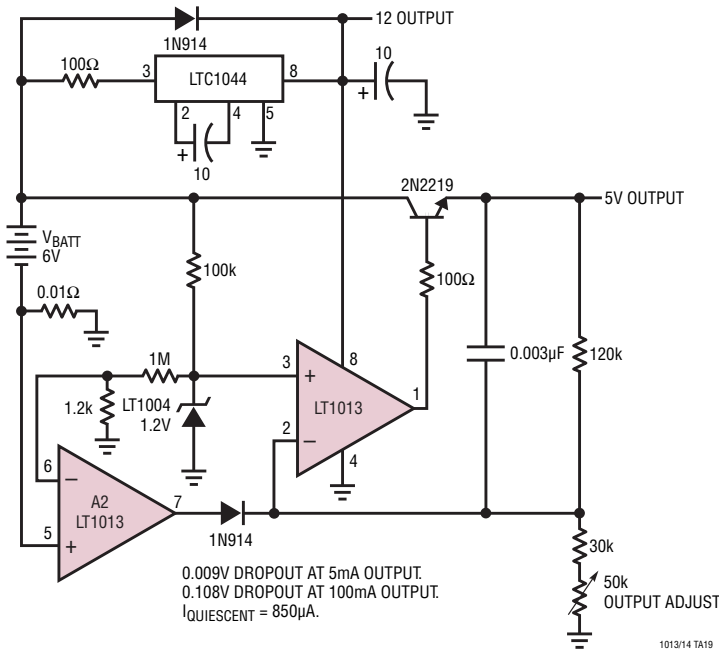 12 OUTPUT
1N914
100Ω
3
LTC1044
8
10
+
2
4
5
+
10
2N2219
5V OUTPUT
VBATT
6V
100k
100Ω
0.01Ω
0.003µF
120k
1M
3
+
8
1.2k
LT1004
1.2V
LT1013
1
2
–
4
6
–
A2
LT1013
7
5
+
1N914
30k
50k
OUTPUT ADJUST
0.009V DROPOUT AT 5mA OUTPUT.
0.108V DROPOUT AT 100mA OUTPUT.
IQUIESCENT = 850µA.
1013/14 TA19